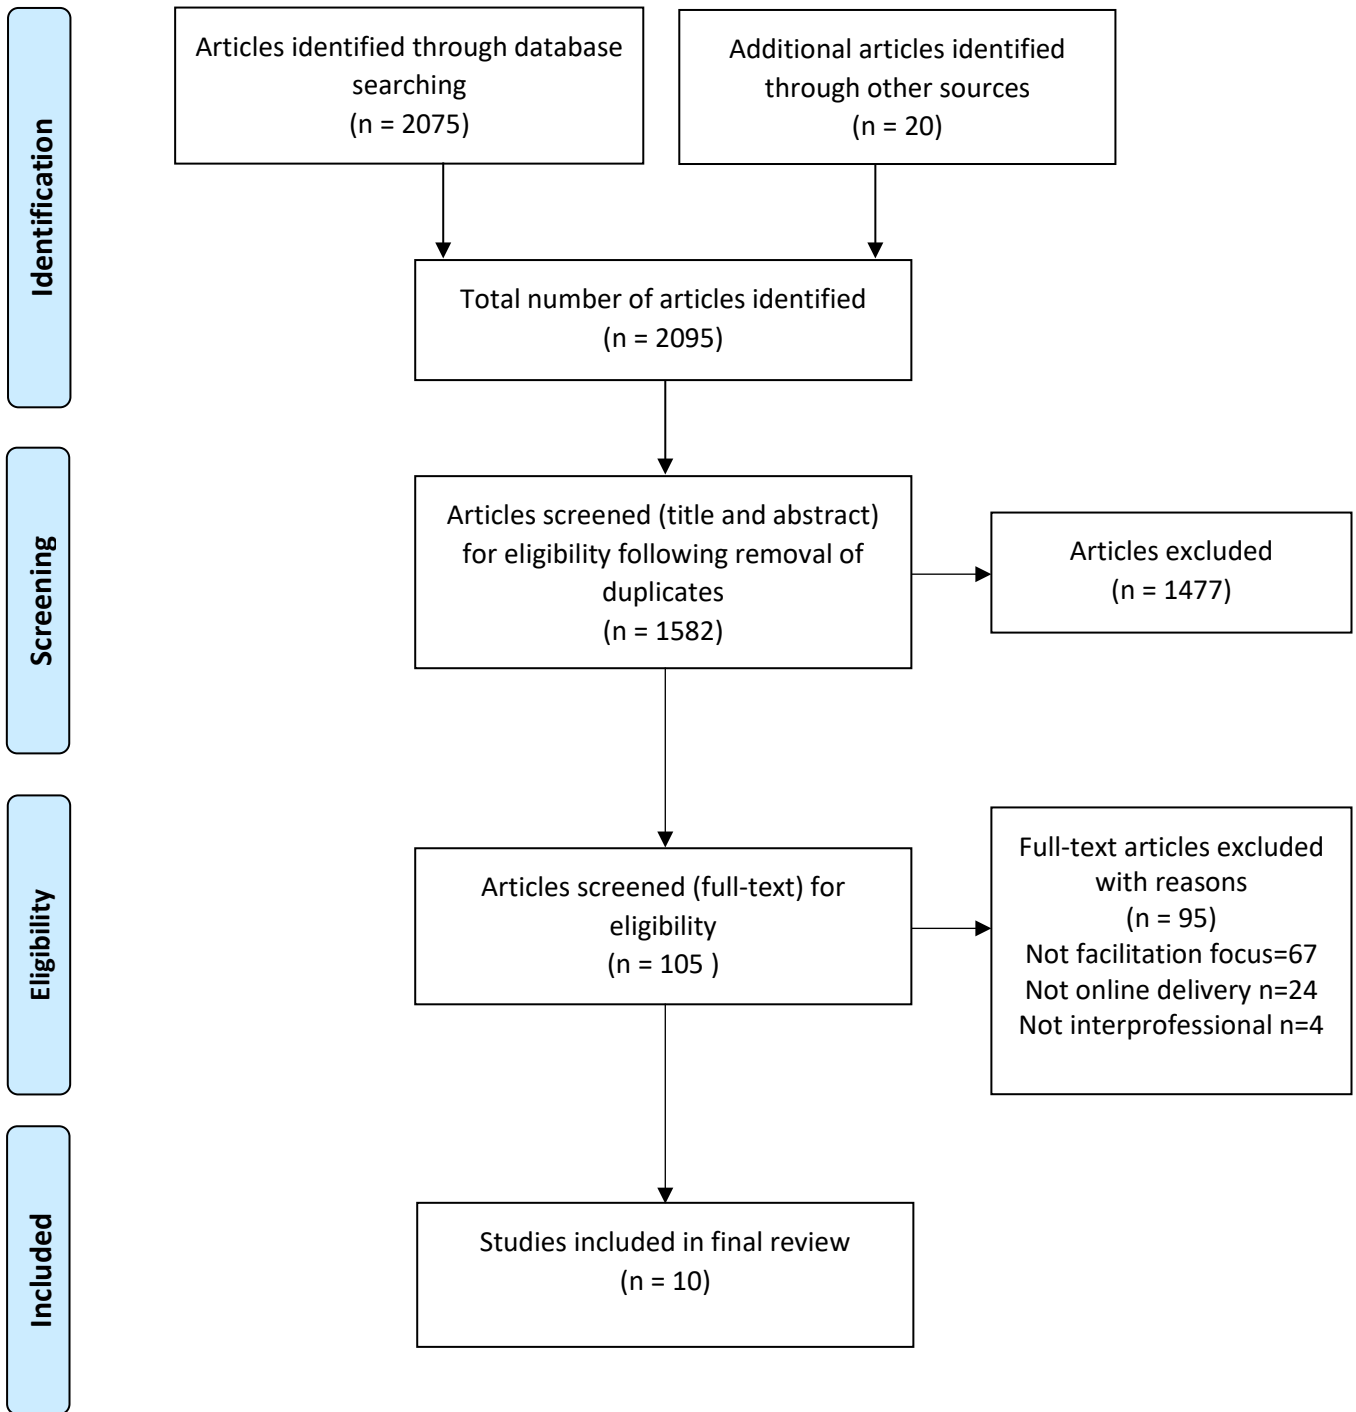 Identification
Articles identified through database
searching
(n = 2075)
Additional articles identified
through other sources
(n = 20)
Total number of articles identified
(n = 2095)
Screening
Articles screened (title and abstract)
for eligibility following removal of
duplicates
(n = 1582)
Articles excluded
(n = 1477)
Eligibility
Articles screened (full-text) for
eligibility
(n = 105 )
Full-text articles excluded
with reasons
(n = 95)
Not facilitation focus=67
Not online delivery n=24
Not interprofessional n=4
Included
Studies included in final review
(n = 10)